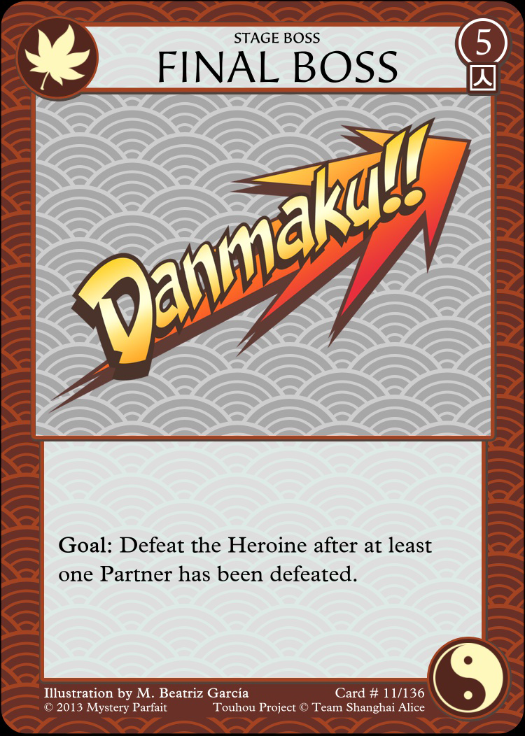 STAGE BOSS
FINAL BOSS
5
人
Danmaku!!
Goal: Defeat the Heroine after at least
one Partner has been defeated.
Illustration by M. Beatriz García
Card # 11/136
© 2013 Mystery Parfait
Touhou Project © Team Shanghai Alice